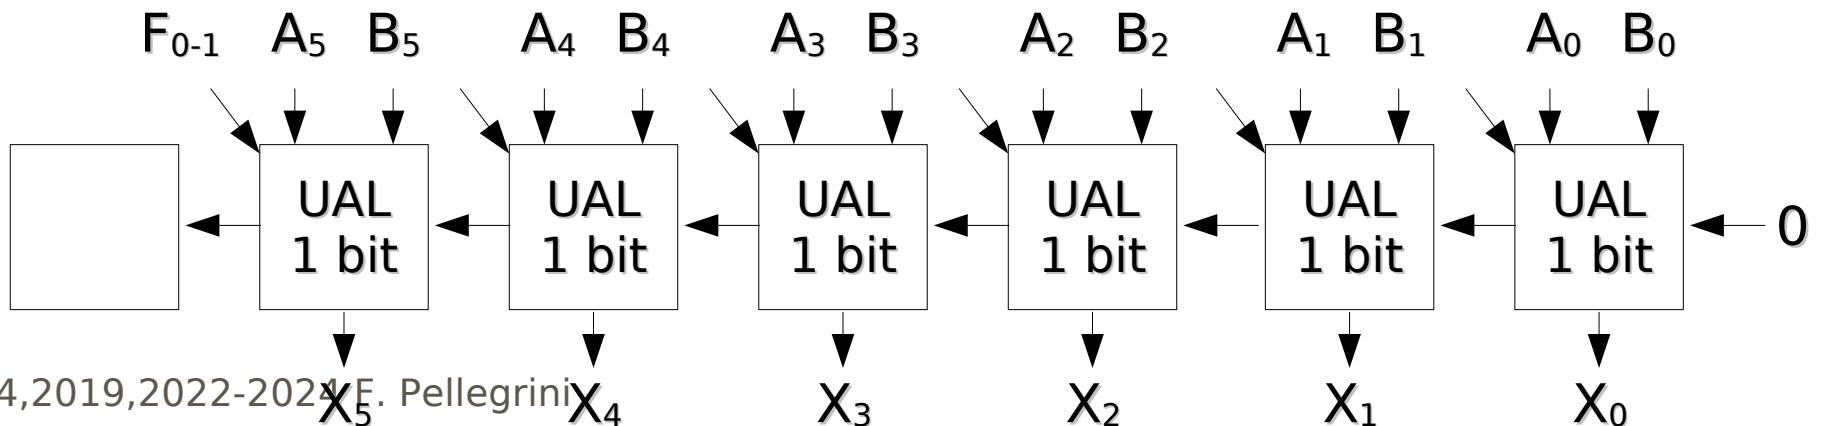 F0-1 A5 B5 A4 B4 A3 B3 A2 B2 A1 B1 A0 B0
UAL UAL UAL UAL UAL UAL
1 bit 1 bit 1 bit 1 bit 1 bit 1 bit
0
4,2019,2022-2024 F. Pellegrini
X5 X4 X3 X2 X1 X0